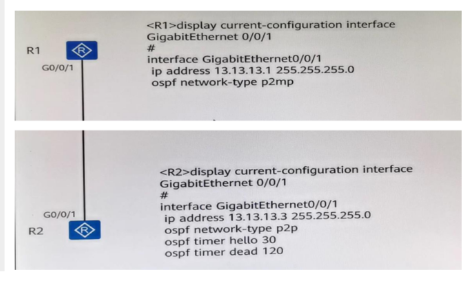 <R1>display current-configuration interface
GigabitEthernet 0/0/1
#
interface GigabitEthernet0/0/1
ip address 13.13.13.1 255.255.255.0
ospf network-type p2mp
R1
R
G0/0/1
<R2>display current-configuration interface
GigabitEthernet 0/0/1
#
interface GigabitEthernet0/0/1
ip address 13.13.13.3 255.255.255.0
ospf network-type p2p
ospf timer hello 30
ospf timer dead 120
G0/0/1
R2
R